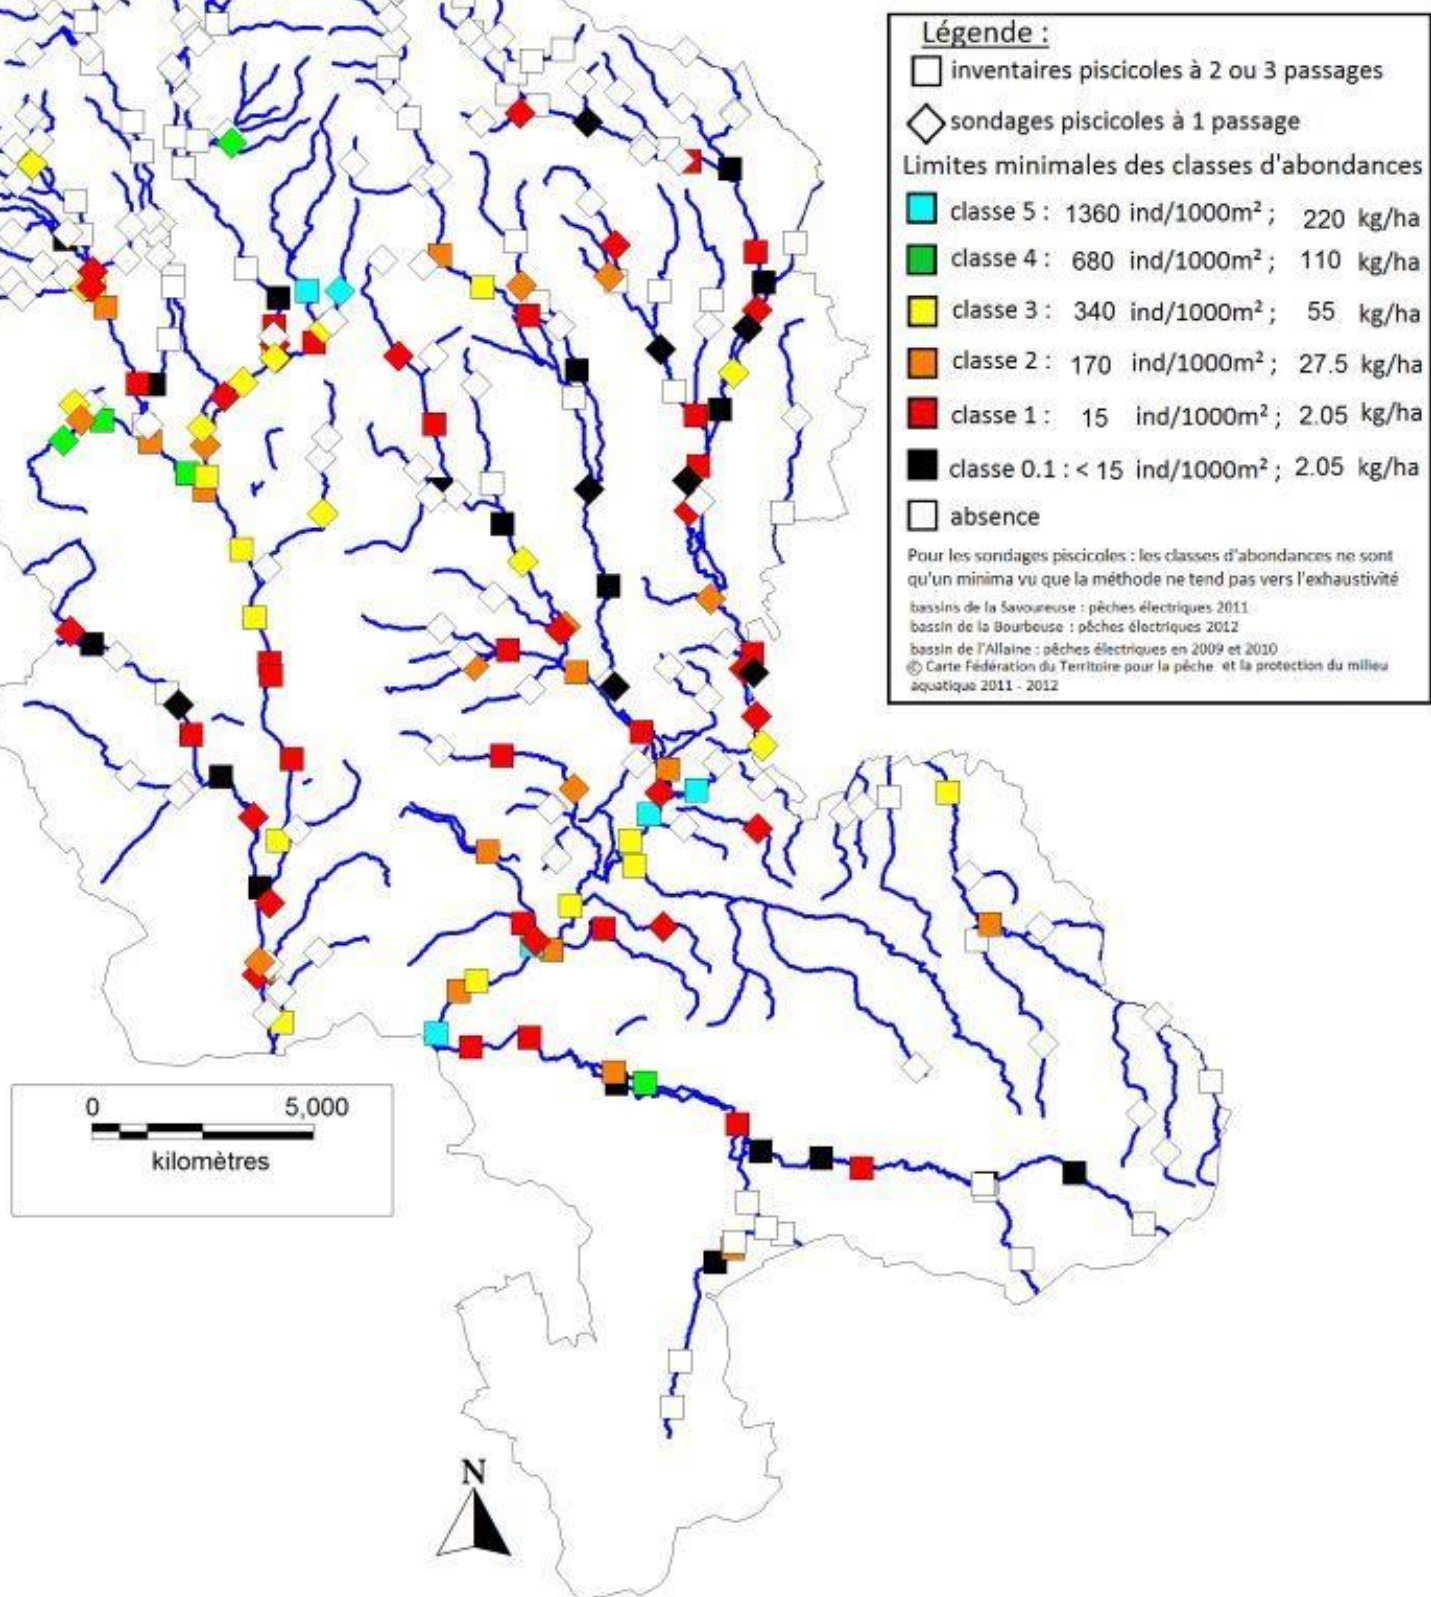 Légende :
inventaires piscicoles à 2 ou 3 passages
sondages piscicoles à 1 passage
Limites minimales des classes d'abondances
classe 5 : 1360 ind/1000m² ; 220 kg/ha
classe 4 : 680 ind/1000m² ; 110 kg/ha
classe 3 : 340 ind/1000m² ; 55 kg/ha
classe 2 : 170 ind/1000m² ; 27.5 kg/ha
classe 1 : 15 ind/1000m² ; 2.05 kg/ha
classe 0.1 : < 15 ind/1000m² ; 2.05 kg/ha
absence
Pour les sondages piscicoles : les classes d'abondances ne sont
qu'un minima vu que la méthode ne tend pas vers l'exhaustivité
bassins de la Savoureuse : pêches électriques 2011
bassin de la Bourbeuse : pêches électriques 2012
bassin de l'Allaine : pêches électriques en 2009 et 2010
© Carte Fédération du Territoire pour la pêche et la protection du milieu
aquatique 2011 - 2012
0 5,000
kilomètres
N